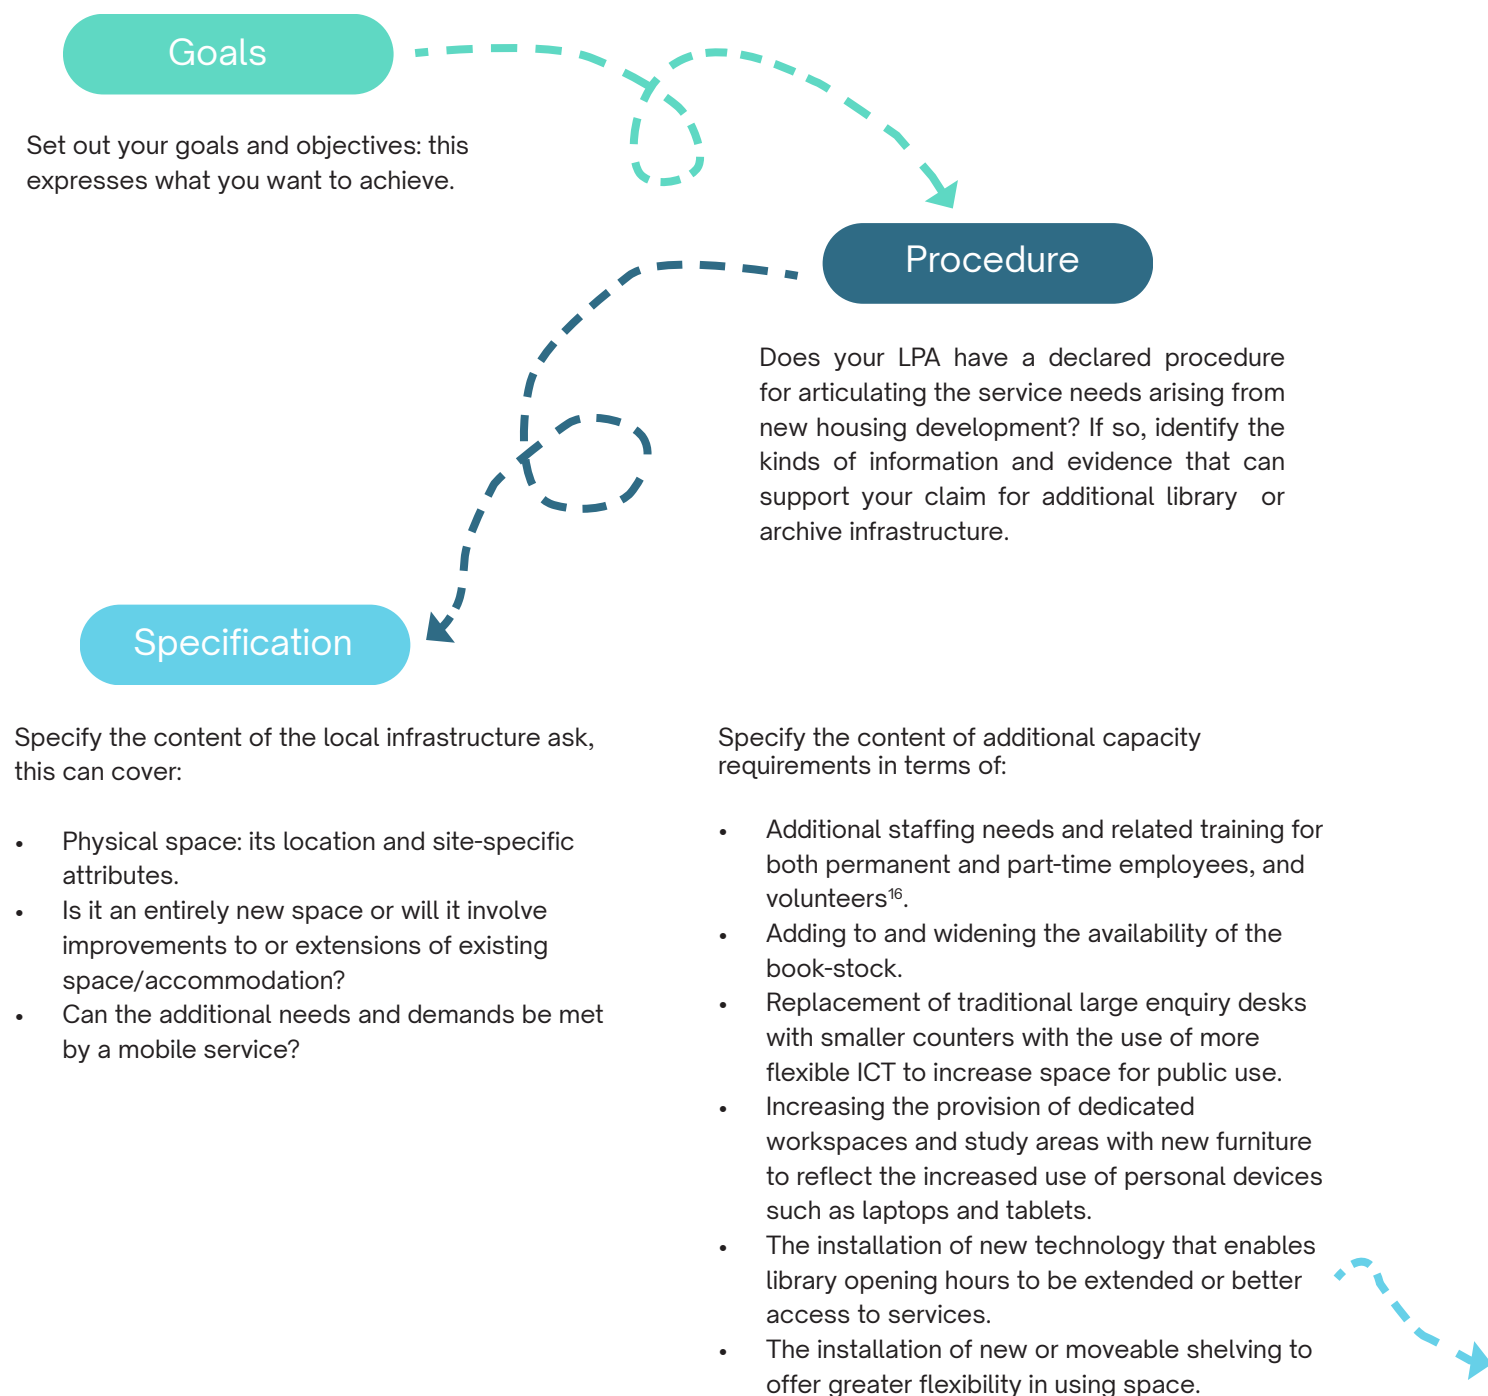 Goals
Set out your goals and objectives: this
expresses what you want to achieve.
Procedure
Does your LPA have a declared procedure
for articulating the service needs arising from
new housing development? If so, identify the
kinds of information and evidence that can
support your claim for additional library or
archive infrastructure.
Specification
Specify the content of the local infrastructure ask,
this can cover:
• Physical space: its location and site-specific
attributes.
• Is it an entirely new space or will it involve
improvements to or extensions of existing
space/accommodation?
• Can the additional needs and demands be met
by a mobile service?
Specify the content of additional capacity
requirements in terms of:
• Additional staffing needs and related training for
both permanent and part-time employees, and
volunteers¹⁶.
• Adding to and widening the availability of the
book-stock.
• Replacement of traditional large enquiry desks
with smaller counters with the use of more
flexible ICT to increase space for public use.
• Increasing the provision of dedicated
workspaces and study areas with new furniture
to reflect the increased use of personal devices
such as laptops and tablets.
• The installation of new technology that enables
library opening hours to be extended or better
access to services.
• The installation of new or moveable shelving to
offer greater flexibility in using space.